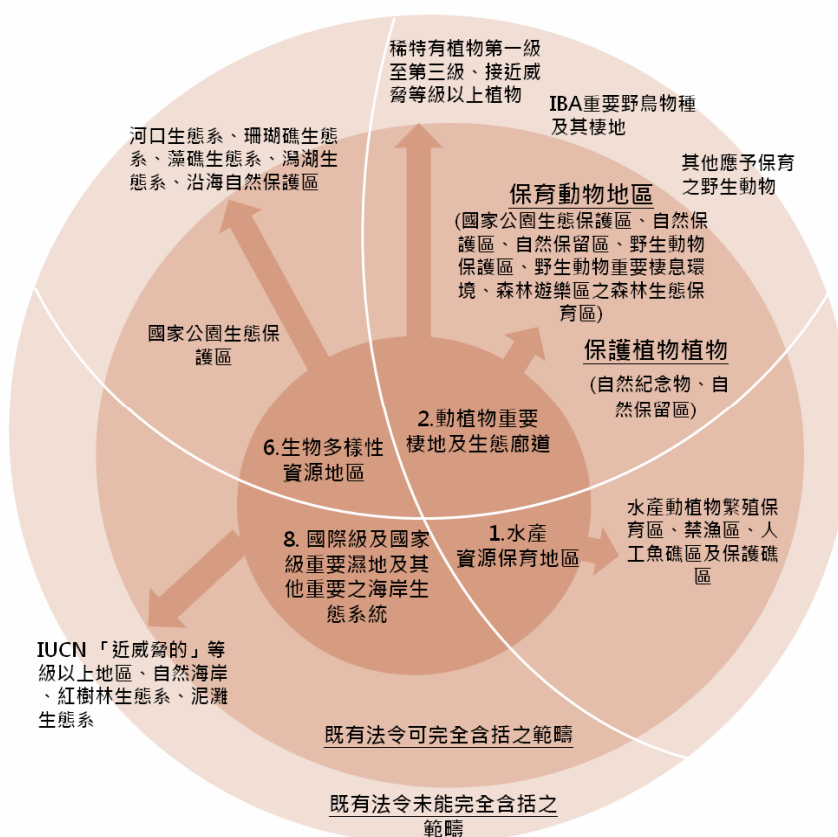 稀特有植物第一級
至第三級、接近威
脅等級以上植物
IBA重要野鳥物種
及其棲地
其他應予保育
之野生動物
河口生態系、珊瑚礁生態
系、藻礁生態系、潟湖生
態系、沿海自然保護區
保育動物地區
(國家公園生態保護區、自然保
護區、自然保留區、野生動物
保護區、野生動物重要棲息環
境、森林遊樂區之森林生態保
育區)
國家公園生態保
護區
保護植物植物
(自然紀念物、自
然保留區)
2.動植物重要
棲地及生態廊道
6.生物多樣性
資源地區
8. 國際級及國家
級重要濕地及其
他重要之海岸生
態系統
1.水產
資源保育地區
水產動植物繁殖保
育區、禁漁區、人
工魚礁區及保護礁
區
IUCN 「近威脅的」等
級以上地區、自然海岸
、紅樹林生態系、泥灘
生態系
既有法令可完全含括之範疇
既有法令未能完全含括之
範疇